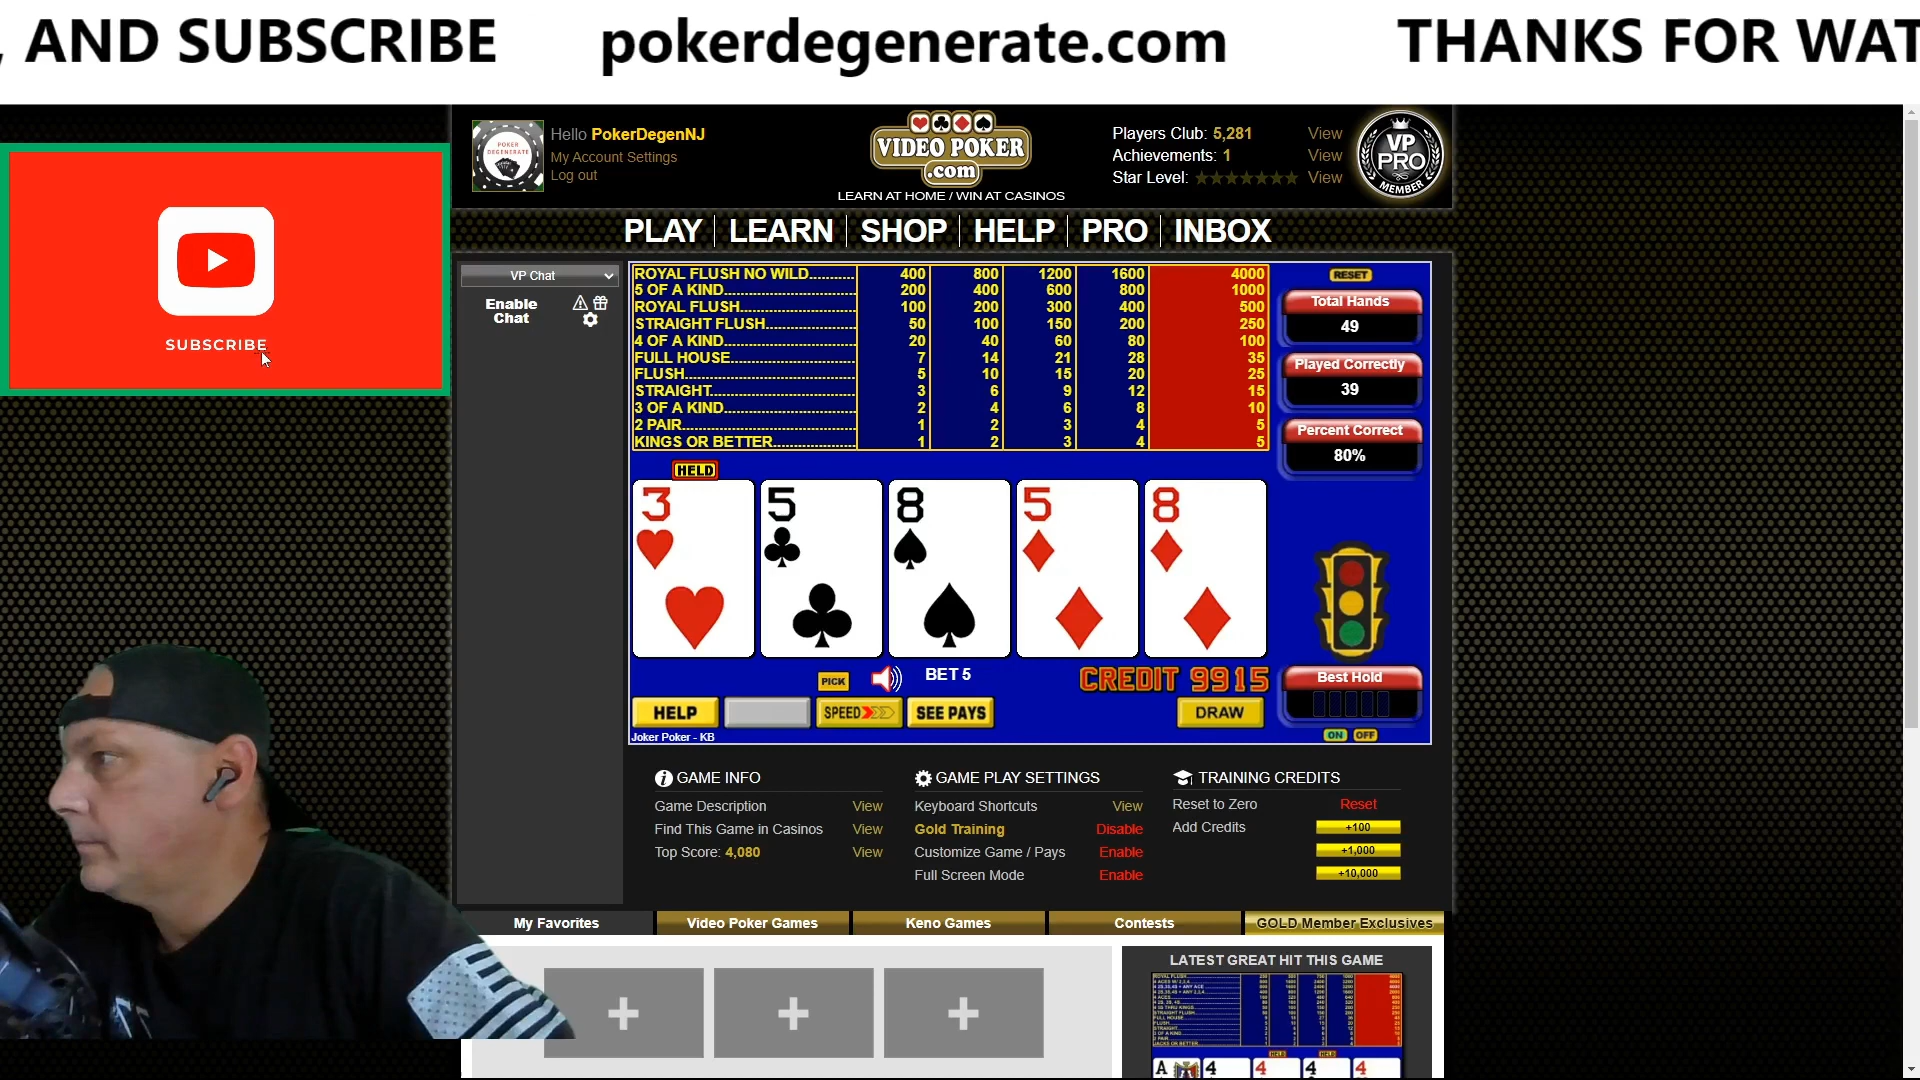 , AND SUBSCRIBE pokerdegenerate.com THANKS FOR WAT
POKER
DEGENERATE
Hello PokerDegenNJ
My Account Settings
Log out
VIDEO POKER
.com
LEARN AT HOME / WIN AT CASINOS
Players Club: 5,281 View
Achievements: 1 View
Star Level: View
VP
PRO
MEMBER
SUBSCRIBE
PLAY LEARN SHOP HELP PRO INBOX
VP Chat
Enable
Chat
ROYAL FLUSH NO WILD.......... 400 800 1200 1600 4000
5 OF A KIND............................. 200 400 600 800 1000
ROYAL FLUSH......................... 100 200 300 400 500
STRAIGHT FLUSH.................... 50 100 150 200 250
4 OF A KIND............................. 20 40 60 80 100
FULL HOUSE............................ 7 14 21 28 35
FLUSH....................................... 5 10 15 20 25
STRAIGHT................................ 3 6 9 12 15
3 OF A KIND............................. 2 4 6 8 10
2 PAIR....................................... 1 2 3 4 5
KINGS OR BETTER.................. 1 2 3 4 5
RESET
Total Hands
49
Played Correctly
39
Percent Correct
80%
HELD
3 5 8 5 8
PICK BET 5 CREDIT 9915
HELP SPEED SEE PAYS DRAW
Joker Poker - KB
Best Hold
ON OFF
GAME INFO
Game Description View
Find This Game in Casinos View
Top Score: 4,080 View
GAME PLAY SETTINGS
Keyboard Shortcuts View
Gold Training Disable
Customize Game / Pays Enable
Full Screen Mode Enable
TRAINING CREDITS
Reset to Zero Reset
Add Credits +100
+1,000
+10,000
My Favorites Video Poker Games Keno Games Contests GOLD Member Exclusives
LATEST GREAT HIT THIS GAME
HELD HELD
A 4 4 4 4